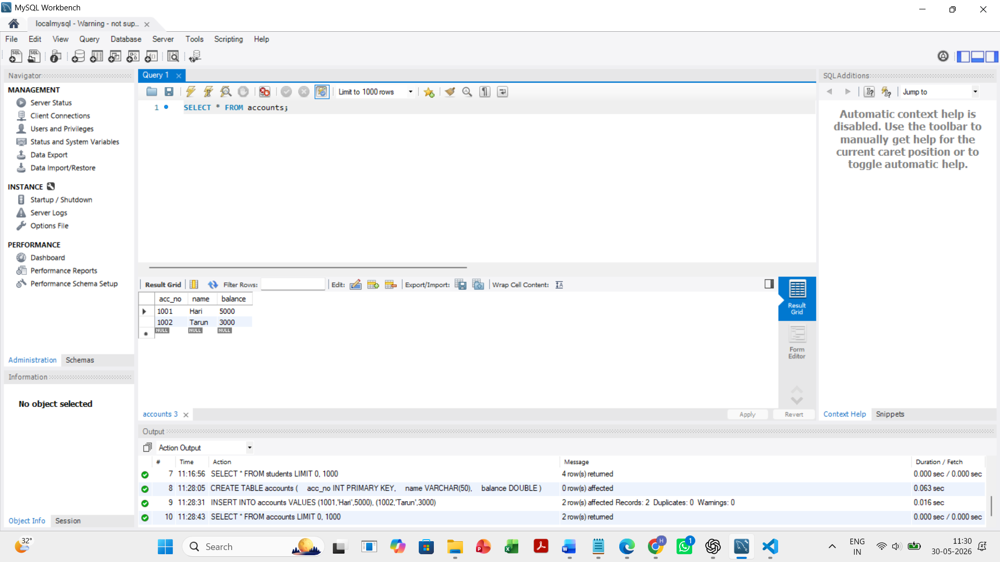 MySQL Workbench
localmysql - Warning - not sup...
File Edit View Query Database Server Tools Scripting Help
Navigator
MANAGEMENT
Server Status
Client Connections
Users and Privileges
Status and System Variables
Data Export
Data Import/Restore
INSTANCE
Startup / Shutdown
Server Logs
Options File
PERFORMANCE
Dashboard
Performance Reports
Performance Schema Setup
Administration Schemas
Information
No object selected
Object Info Session
Query 1
Limit to 1000 rows
1 SELECT * FROM accounts;
Result Grid Filter Rows: Edit: Export/Import: Wrap Cell Content:
acc_no name balance
1001 Hari 5000
1002 Tarun 3000
NULL NULL NULL
Result
Grid
Form
Editor
accounts 3
Apply Revert
SQLAdditions
Jump to
Automatic context help is
disabled. Use the toolbar to
manually get help for the
current caret position or to
toggle automatic help.
Context Help Snippets
Output
Action Output
# Time Action Message Duration / Fetch
7 11:16:56 SELECT * FROM students LIMIT 0, 1000 4 row(s) returned 0.000 sec / 0.000 sec
8 11:28:05 CREATE TABLE accounts ( acc_no INT PRIMARY KEY, name VARCHAR(50), balance DOUBLE ) 0 row(s) affected 0.063 sec
9 11:28:31 INSERT INTO accounts VALUES (1001,'Hari',5000), (1002,'Tarun',3000) 2 row(s) affected Records: 2 Duplicates: 0 Warnings: 0 0.016 sec
10 11:28:43 SELECT * FROM accounts LIMIT 0, 1000 2 row(s) returned 0.000 sec / 0.000 sec
32°
Search
H
1
ENG
IN
11:30
30-05-2026